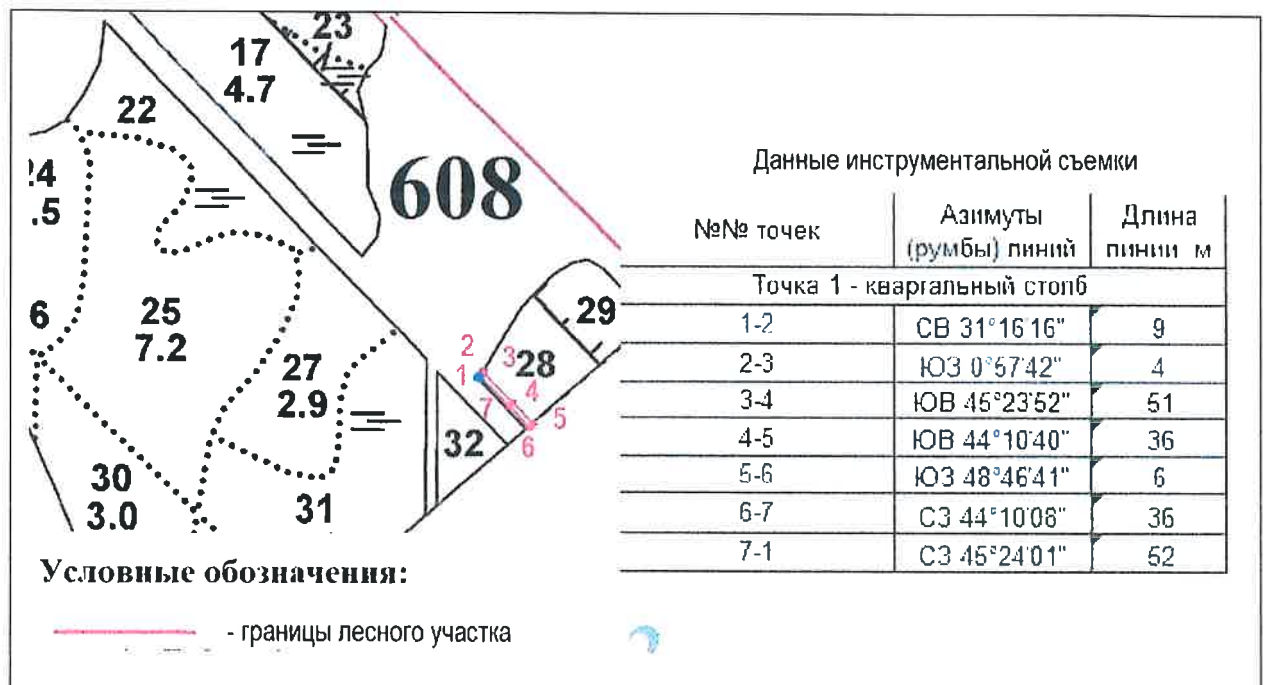 23
17
4.7
22
608
!4
.5
6
25
7.2
27
2.9
29
28
2
3
1
4
7
5
6
32
30
3.0
31
Данные инструментальной съемки
№№ точек Азимуты (румбы) линий Длина линии м
Точка 1 - квартальный столб
1-2 СВ 31°16'16" 9
2-3 ЮЗ 0°57'42" 4
3-4 ЮВ 45°23'52" 51
4-5 ЮВ 44°10'40" 36
5-6 ЮЗ 48°46'41" 6
6-7 СЗ 44°10'08" 36
7-1 СЗ 45°24'01" 52
Условные обозначения:
- границы лесного участка